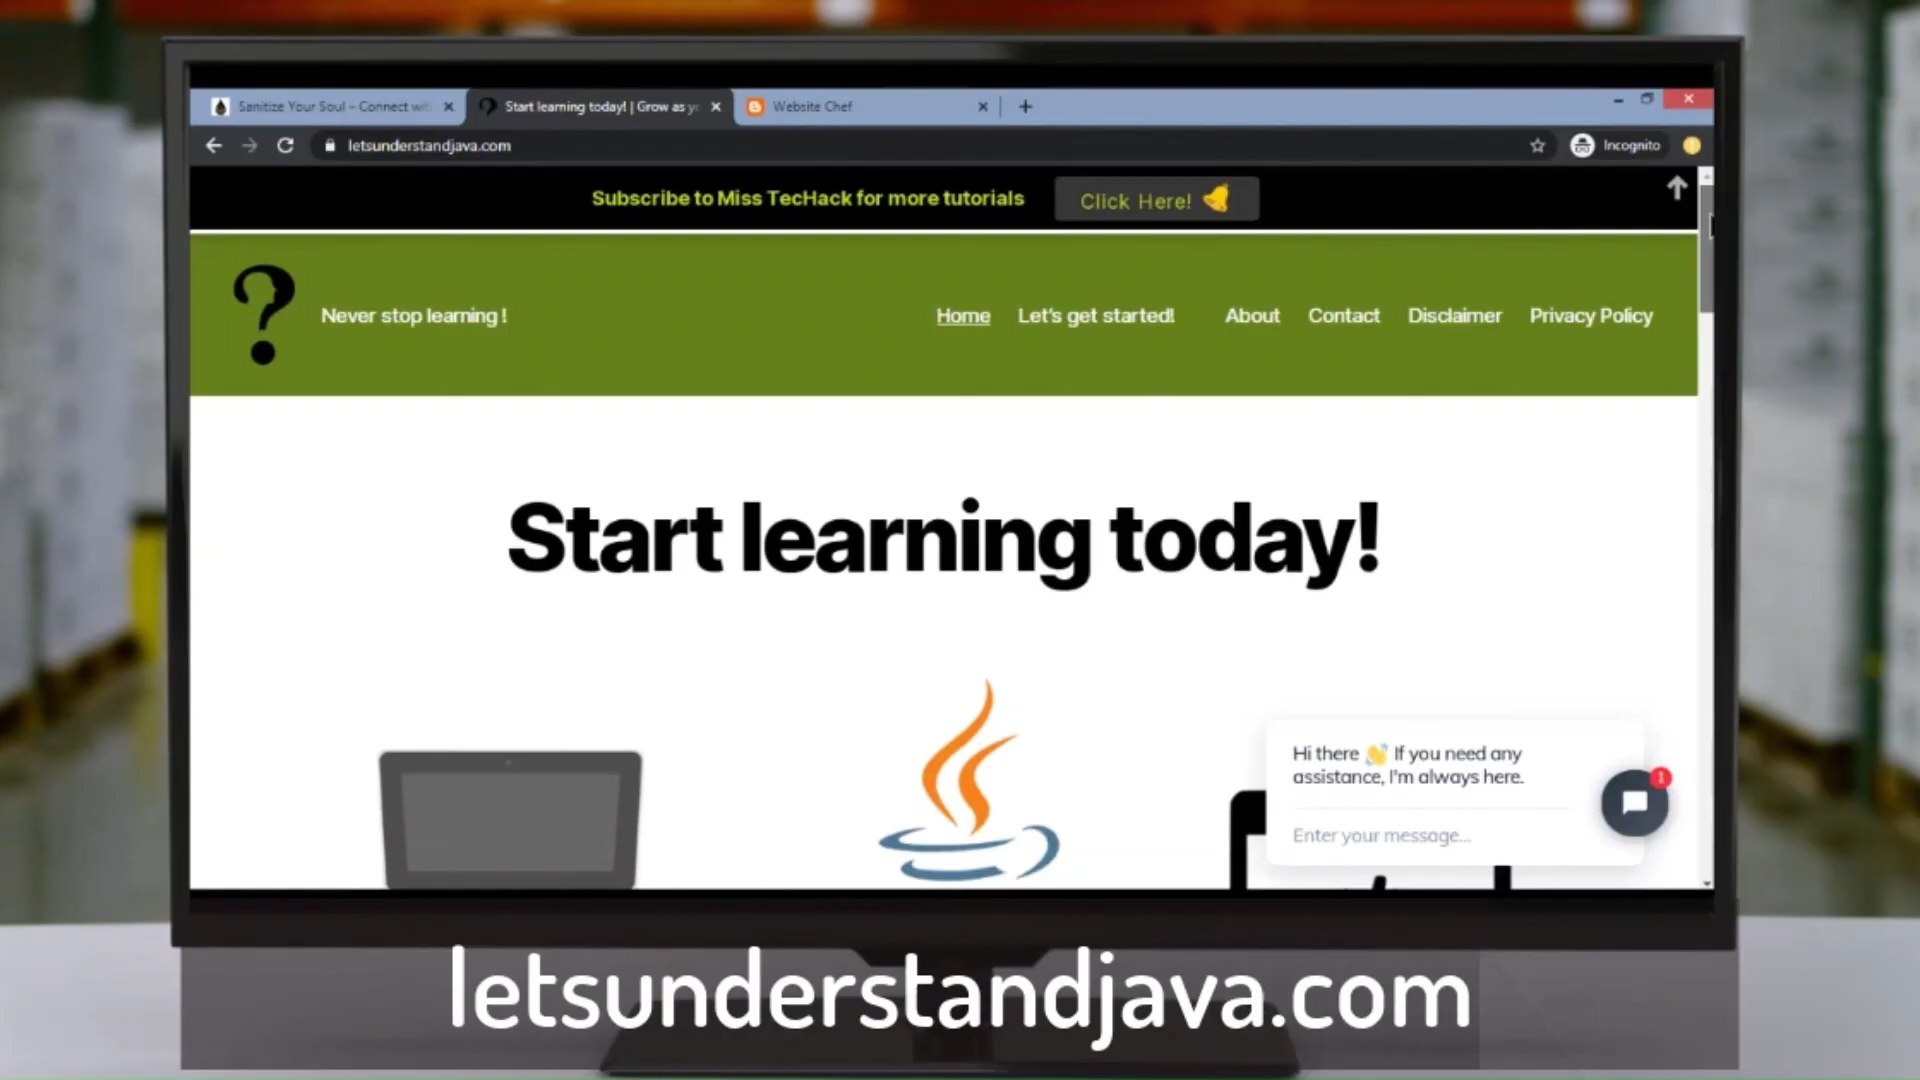 Sanitize Your Soul – Connect wit
Start learning today! | Grow as yo
Website Chef
letsunderstandjava.com
Incognito
Subscribe to Miss TecHack for more tutorials
Click Here!
Never stop learning !
Home
Let's get started!
About
Contact
Disclaimer
Privacy Policy
Start learning today!
Hi there 👋 If you need any
assistance, I'm always here.
1
Enter your message...
letsunderstandjava.com